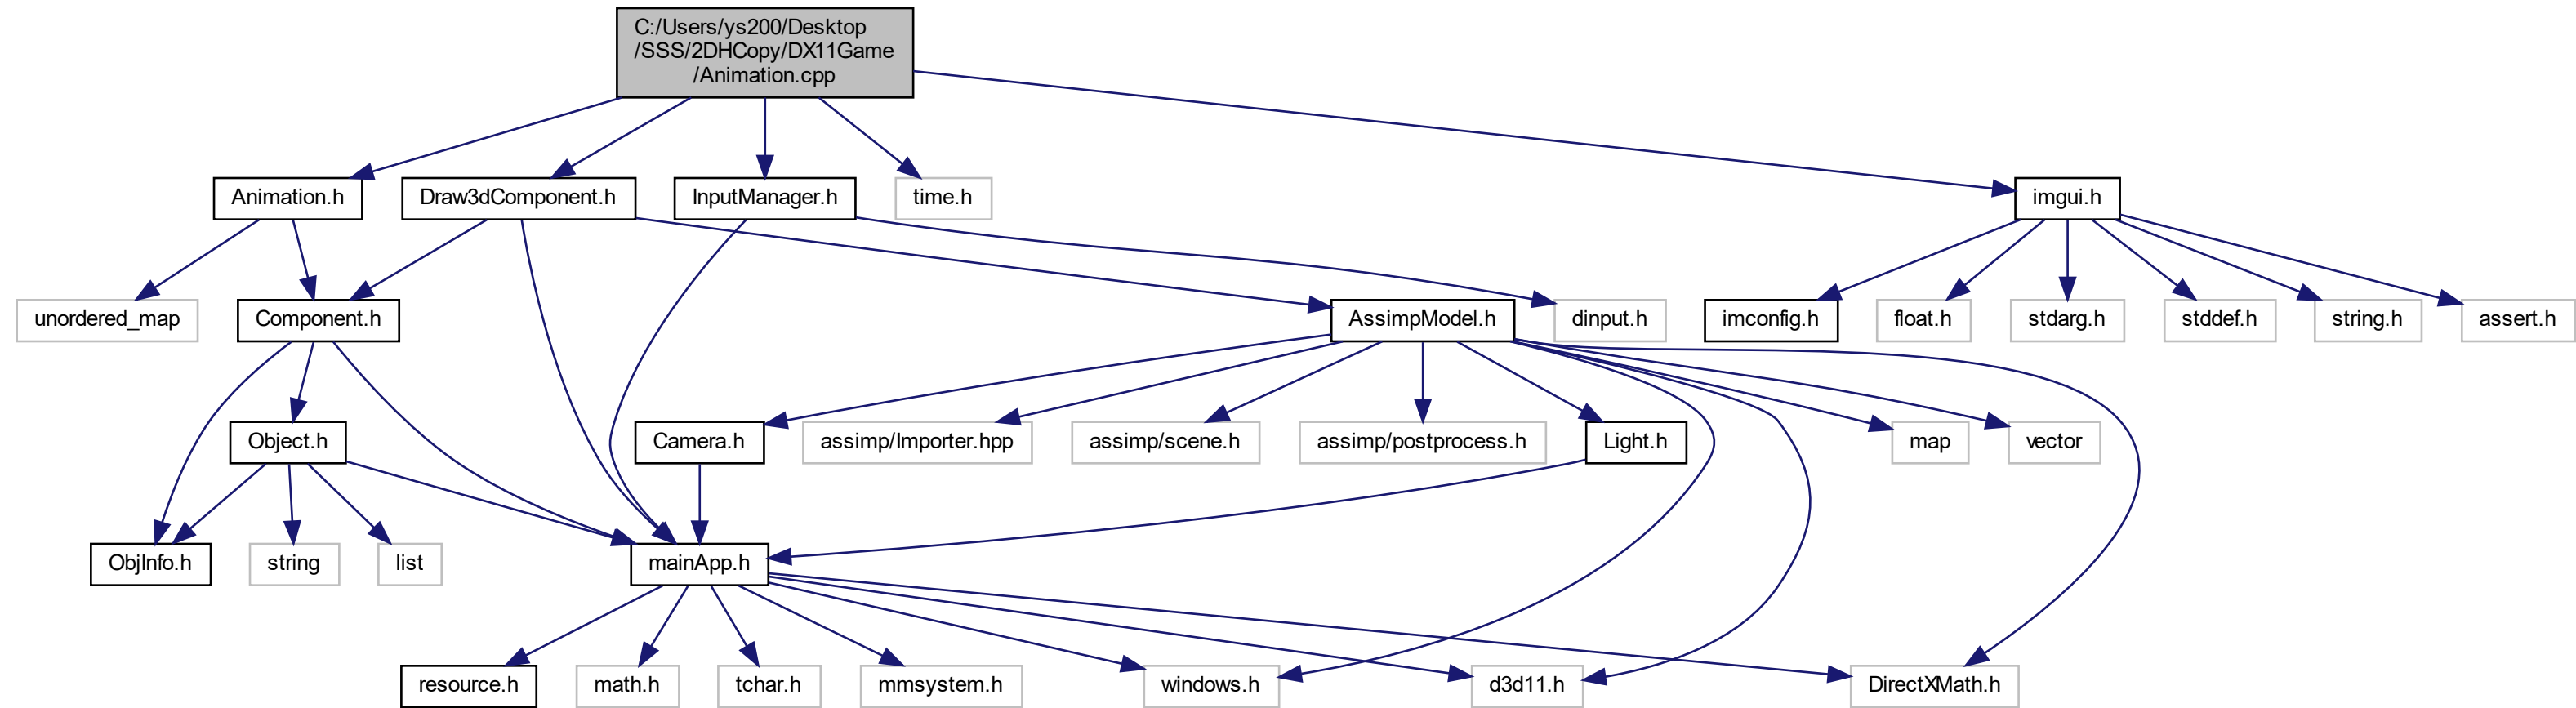 C:/Users/ys200/Desktop
/SSS/2DHCopy/DX11Game
/Animation.cpp
Animation.h
Draw3dComponent.h
InputManager.h
time.h
imgui.h
unordered_map
Component.h
AssimpModel.h
dinput.h
imconfig.h
float.h
stdarg.h
stddef.h
string.h
assert.h
Object.h
Camera.h
assimp/Importer.hpp
assimp/scene.h
assimp/postprocess.h
Light.h
map
vector
ObjInfo.h
string
list
mainApp.h
resource.h
math.h
tchar.h
mmsystem.h
windows.h
d3d11.h
DirectXMath.h